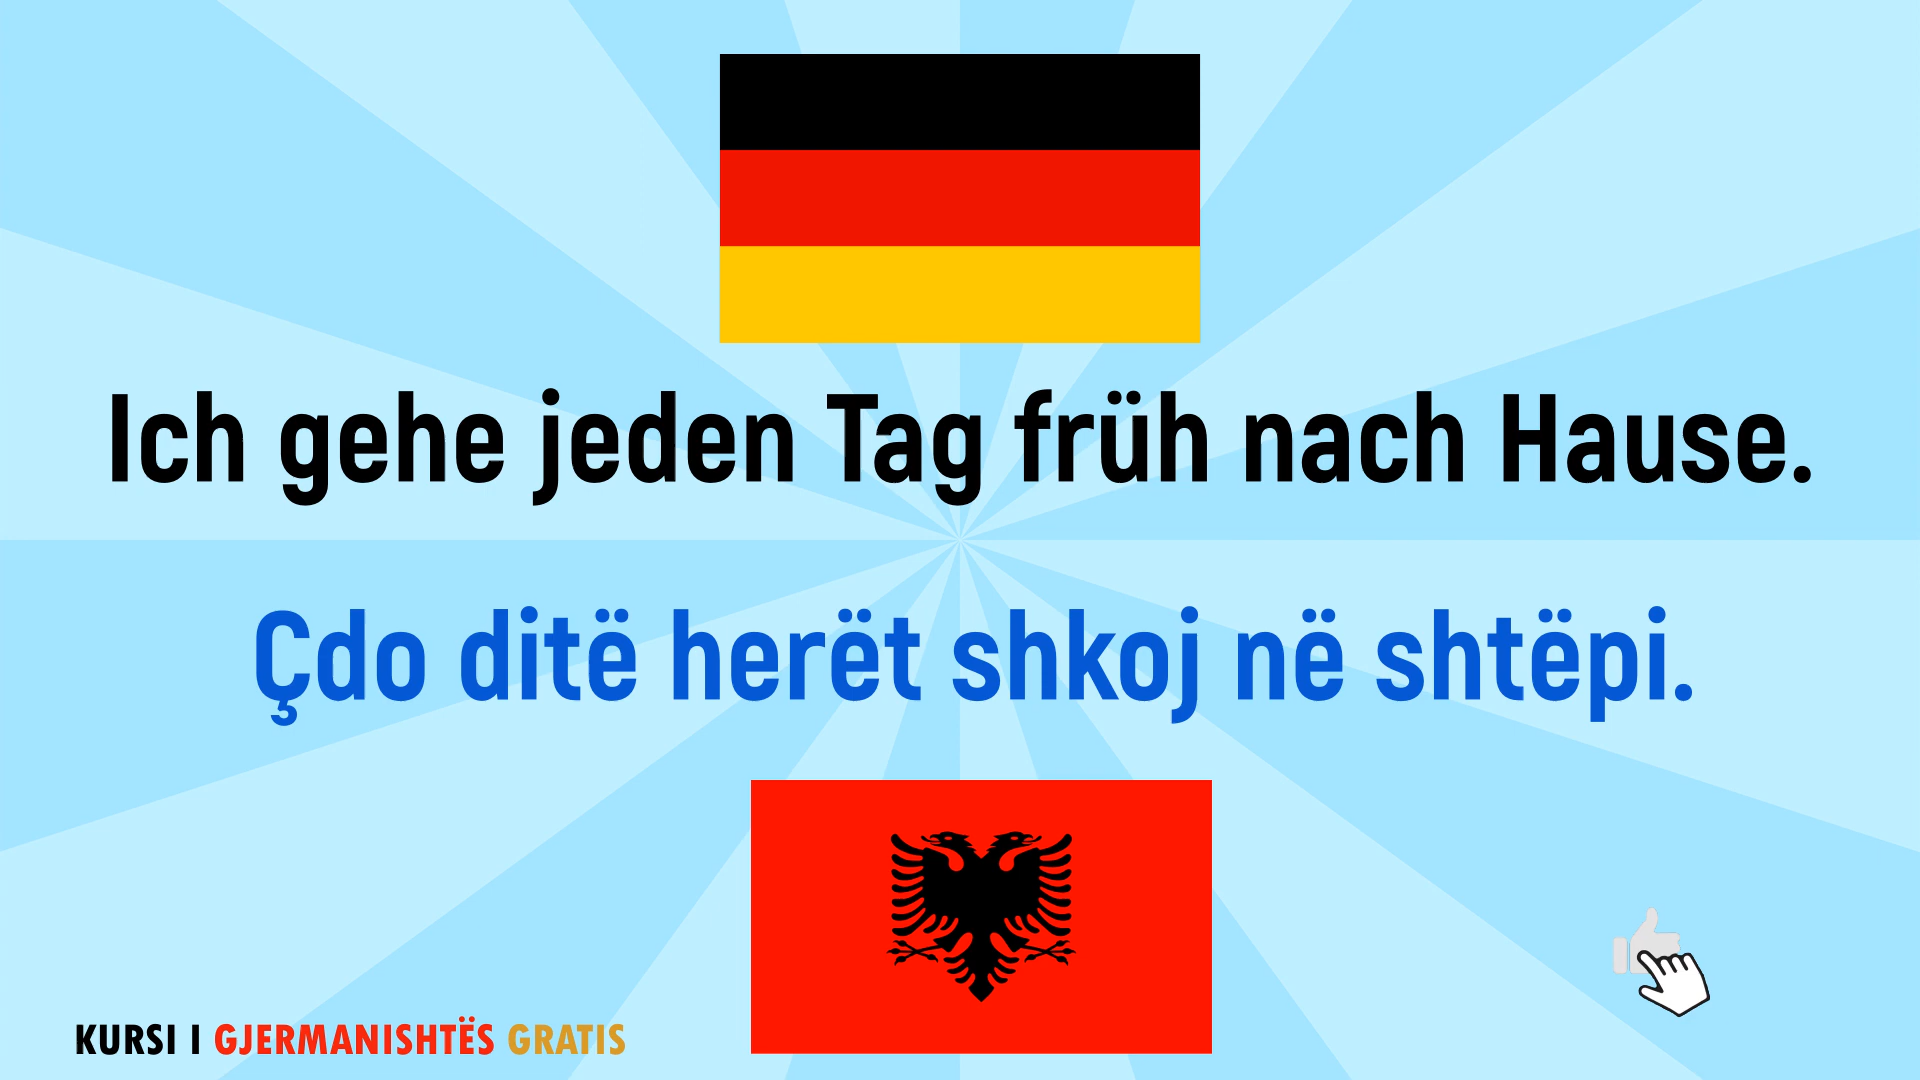 Ich gehe jeden Tag früh nach Hause.
Çdo ditë herët shkoj në shtëpi.
KURSI I GJERMANISHTËS GRATIS